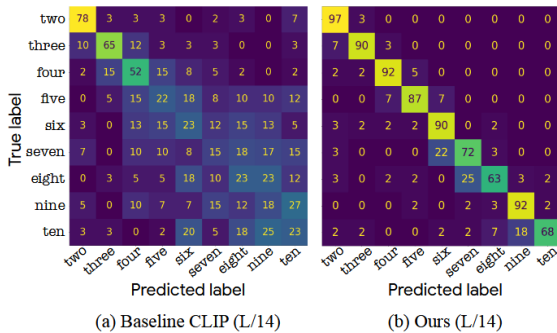 two 78 3 3 3 0 2 3 0 7 97 3 0 0 0 0 0 0 0
three 10 65 12 3 3 3 0 3 0 7 90 3 0 0 0 0 0 0
four 2 15 52 15 8 5 2 0 2 2 2 92 5 0 0 0 0 0
five 0 5 15 22 18 8 10 10 12 0 0 7 87 7 0 0 0 0
six 3 0 13 15 23 12 15 13 5 3 2 2 2 90 0 2 0 0
seven 7 0 10 10 8 15 18 17 15 0 0 0 0 22 72 3 0 0
eight 0 3 5 5 18 10 23 23 12 3 0 2 2 0 25 63 3 2
nine 5 0 10 7 7 15 12 18 27 0 0 0 2 0 2 3 92 2
ten 3 3 0 2 20 5 18 25 23 0 0 2 0 2 2 7 18 68
True label
two three four five six seven eight nine ten two three four five six seven eight nine ten
Predicted label Predicted label
(a) Baseline CLIP (L/14) (b) Ours (L/14)